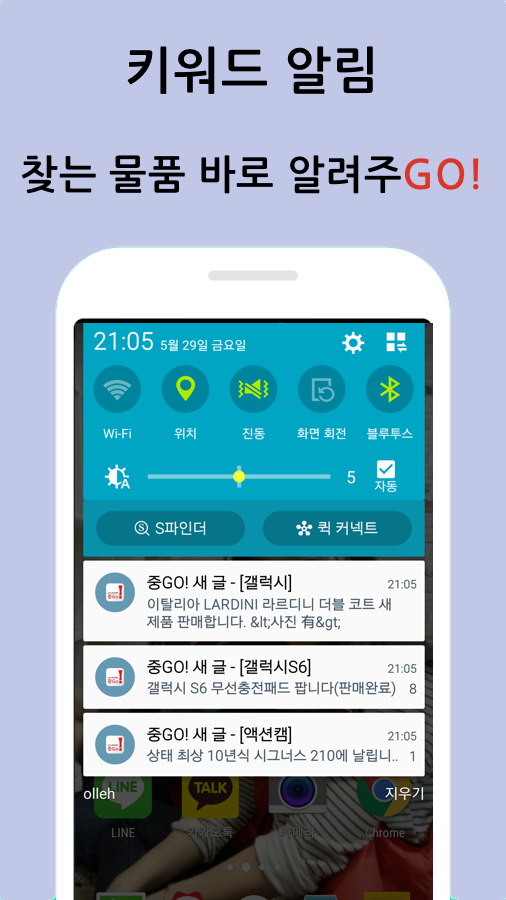 키워드 알림
찾는 물품 바로 알려주GO!
21:05 5월 29일 금요일
Wi-Fi 위치 진동 화면 회전 블루투스
A 5 자동
S파인더 퀵 커넥트
중GO! 새 글 - [갤럭시] 21:05
이탈리아 LARDINI 라르디니 더블 코트 새
제품 판매합니다. &lt;사진 有&gt;
중GO! 새 글 - [갤럭시S6] 21:05
갤럭시 S6 무선충전패드 팝니다(판매완료) 8
중GO! 새 글 - [액션캠] 21:05
상태 최상 10년식 시그너스 210에 날립니.. 1
LINE TALK
olleh 지우기
LINE 카카오톡 카메라 Chrome